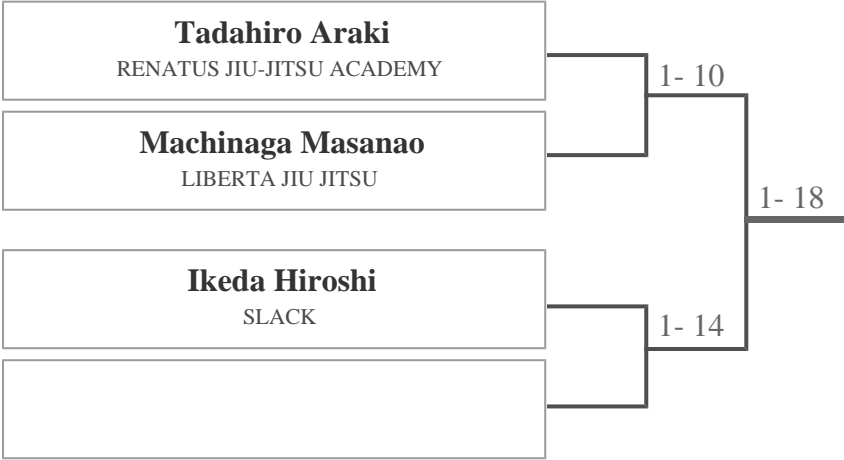 Tadahiro Araki
RENATUS JIU-JITSU ACADEMY
1- 10
Machinaga Masanao
LIBERTA JIU JITSU
1- 18
Ikeda Hiroshi
SLACK
1- 14